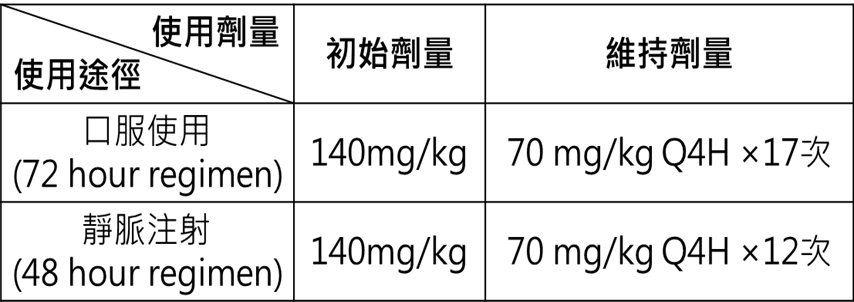 使用劑量
使用途徑
初始劑量
維持劑量
口服使用
(72 hour regimen)
140mg/kg
70 mg/kg Q4H ×17次
靜脈注射
(48 hour regimen)
140mg/kg
70 mg/kg Q4H ×12次